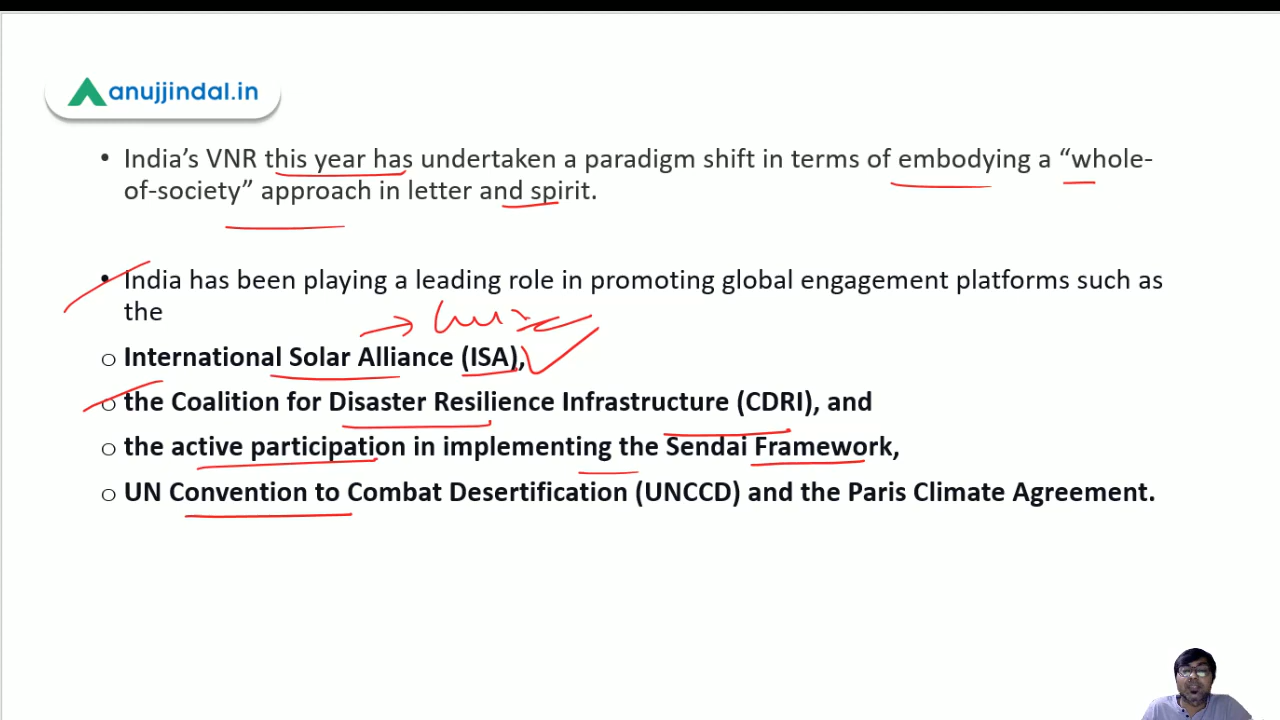 anujjindal.in
• India’s VNR this year has undertaken a paradigm shift in terms of embodying a “whole-
of-society” approach in letter and spirit.
• India has been playing a leading role in promoting global engagement platforms such as
the
o International Solar Alliance (ISA),
o the Coalition for Disaster Resilience Infrastructure (CDRI), and
o the active participation in implementing the Sendai Framework,
o UN Convention to Combat Desertification (UNCCD) and the Paris Climate Agreement.